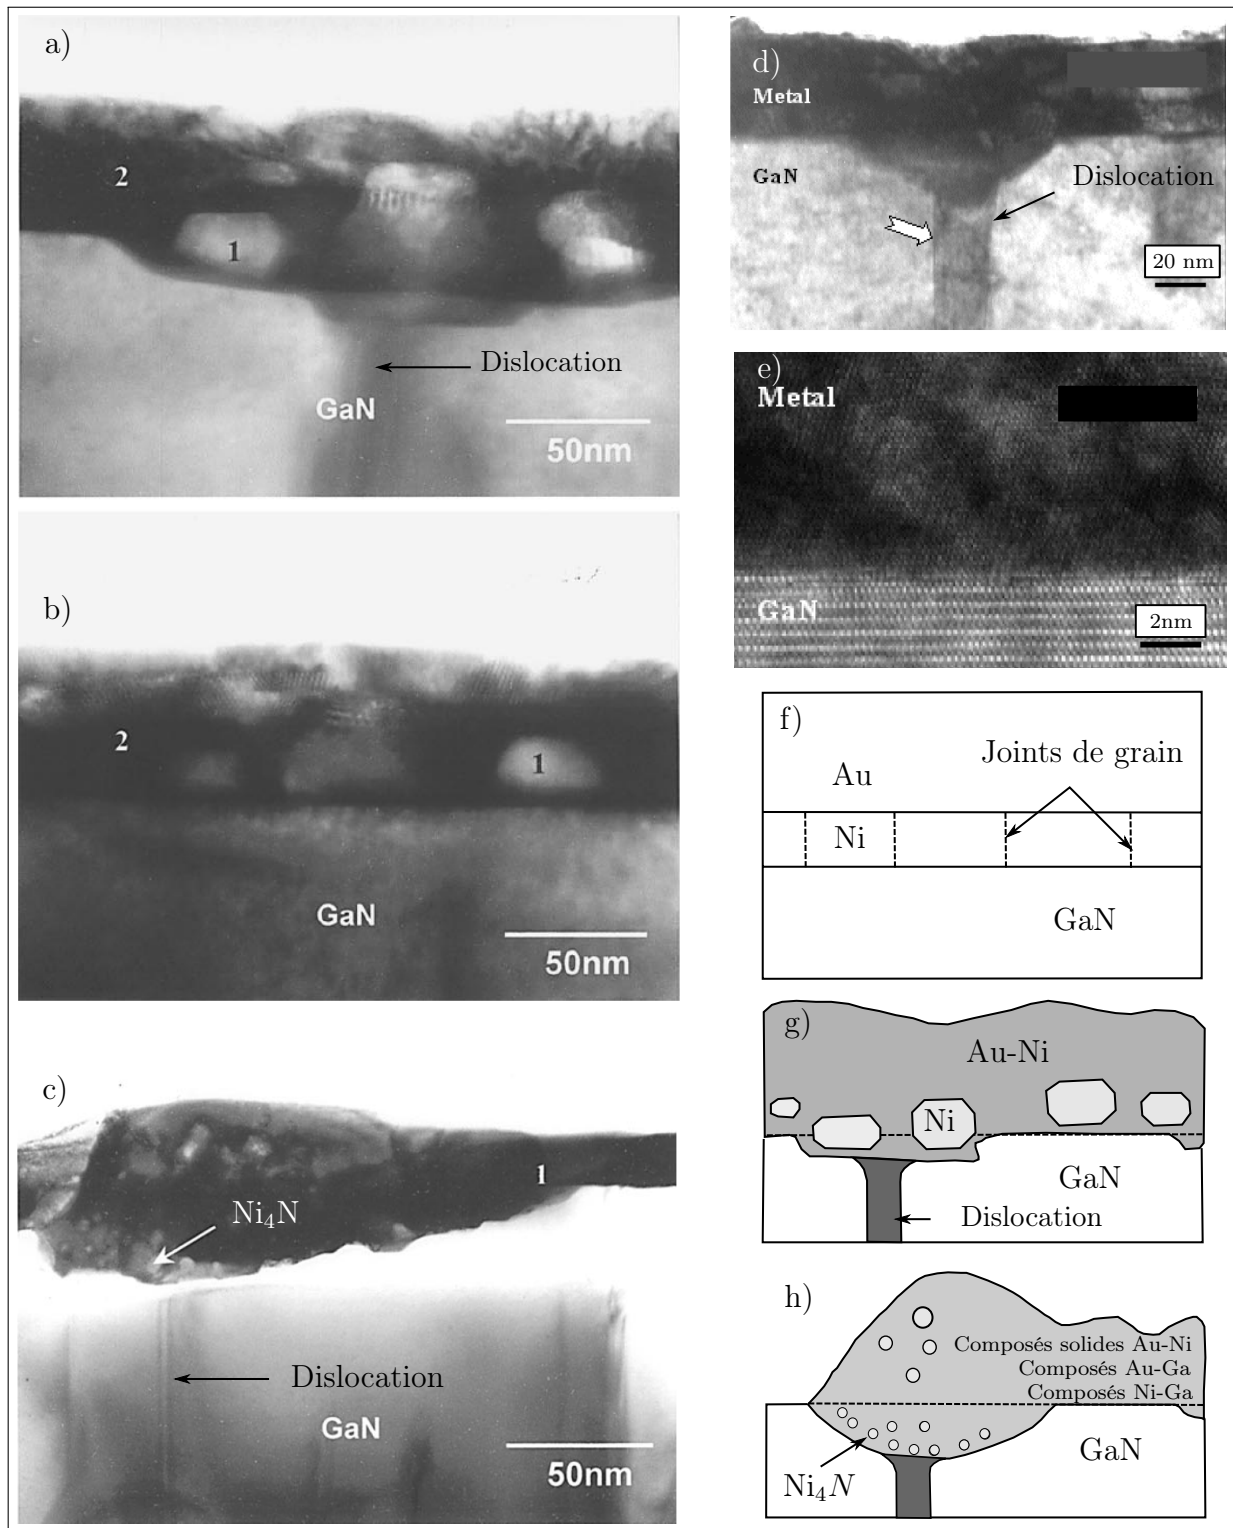 a)
2
1
Dislocation
GaN
50nm
b)
2
1
GaN
50nm
c)
1
Ni₄N
Dislocation
GaN
50nm
d)
Metal
GaN
Dislocation
20 nm
e)
Metal
GaN
2nm
f)
Joints de grain
Au
Ni
GaN
g)
Au-Ni
Ni
GaN
Dislocation
h)
Composés solides Au-Ni
Composés Au-Ga
Composés Ni-Ga
GaN
Ni₄N